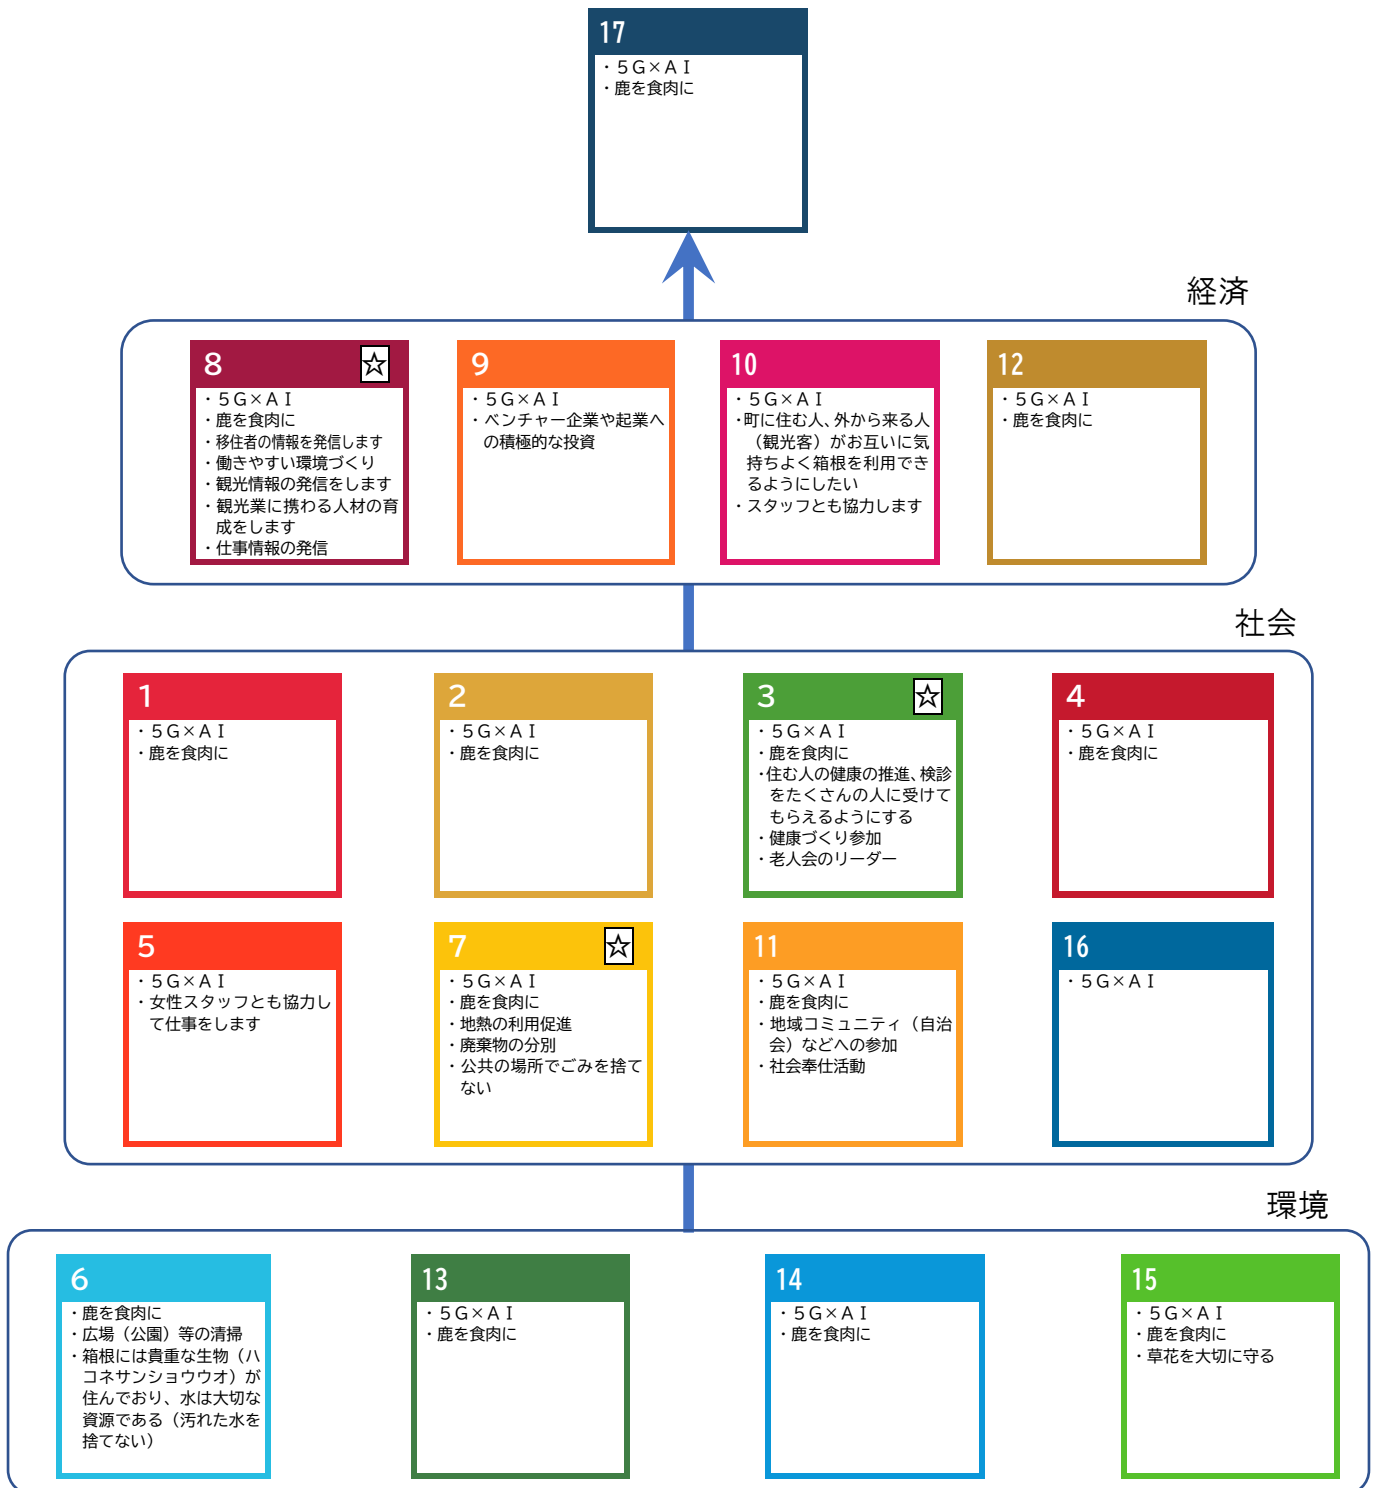 17
・５Ｇ×ＡＩ
・鹿を食肉に
経済
8 ☆
・５Ｇ×ＡＩ
・鹿を食肉に
・移住者の情報を発信します
・働きやすい環境づくり
・観光情報の発信をします
・観光業に携わる人材の育
成をします
・仕事情報の発信
9
・５Ｇ×ＡＩ
・ベンチャー企業や起業へ
の積極的な投資
10
・５Ｇ×ＡＩ
・町に住む人、外から来る人
（観光客）がお互いに気
持ちよく箱根を利用でき
るようにしたい
・スタッフとも協力します
12
・５Ｇ×ＡＩ
・鹿を食肉に
社会
1
・５Ｇ×ＡＩ
・鹿を食肉に
2
・５Ｇ×ＡＩ
・鹿を食肉に
3 ☆
・５Ｇ×ＡＩ
・鹿を食肉に
・住む人の健康の推進、検診
をたくさんの人に受けて
もらえるようにする
・健康づくり参加
・老人会のリーダー
4
・５Ｇ×ＡＩ
・鹿を食肉に
5
・５Ｇ×ＡＩ
・女性スタッフとも協力し
て仕事をします
7 ☆
・５Ｇ×ＡＩ
・鹿を食肉に
・地熱の利用促進
・廃棄物の分別
・公共の場所でごみを捨て
ない
11
・５Ｇ×ＡＩ
・鹿を食肉に
・地域コミュニティ（自治
会）などへの参加
・社会奉仕活動
16
・５Ｇ×ＡＩ
環境
6
・鹿を食肉に
・広場（公園）等の清掃
・箱根には貴重な生物（ハ
コネサンショウウオ）が
住んでおり、水は大切な
資源である（汚れた水を
捨てない）
13
・５Ｇ×ＡＩ
・鹿を食肉に
14
・５Ｇ×ＡＩ
・鹿を食肉に
15
・５Ｇ×ＡＩ
・鹿を食肉に
・草花を大切に守る